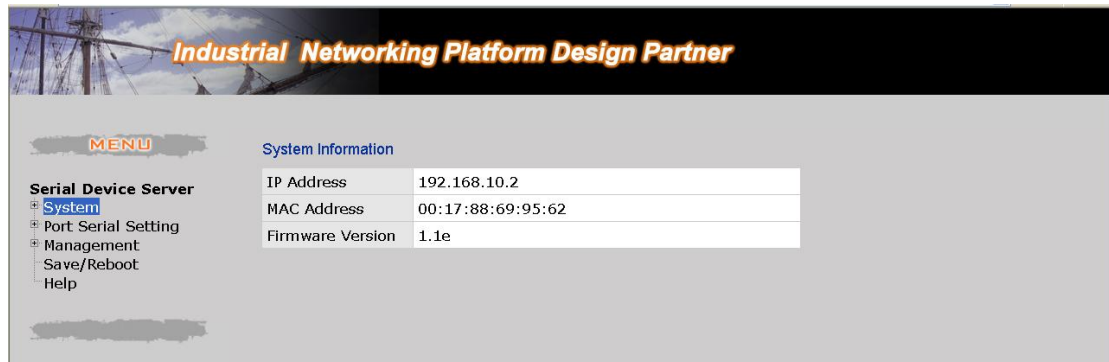 Industrial Networking Platform Design Partner
MENU
Serial Device Server
System
Port Serial Setting
Management
Save/Reboot
Help
System Information
IP Address 192.168.10.2
MAC Address 00:17:88:69:95:62
Firmware Version 1.1e